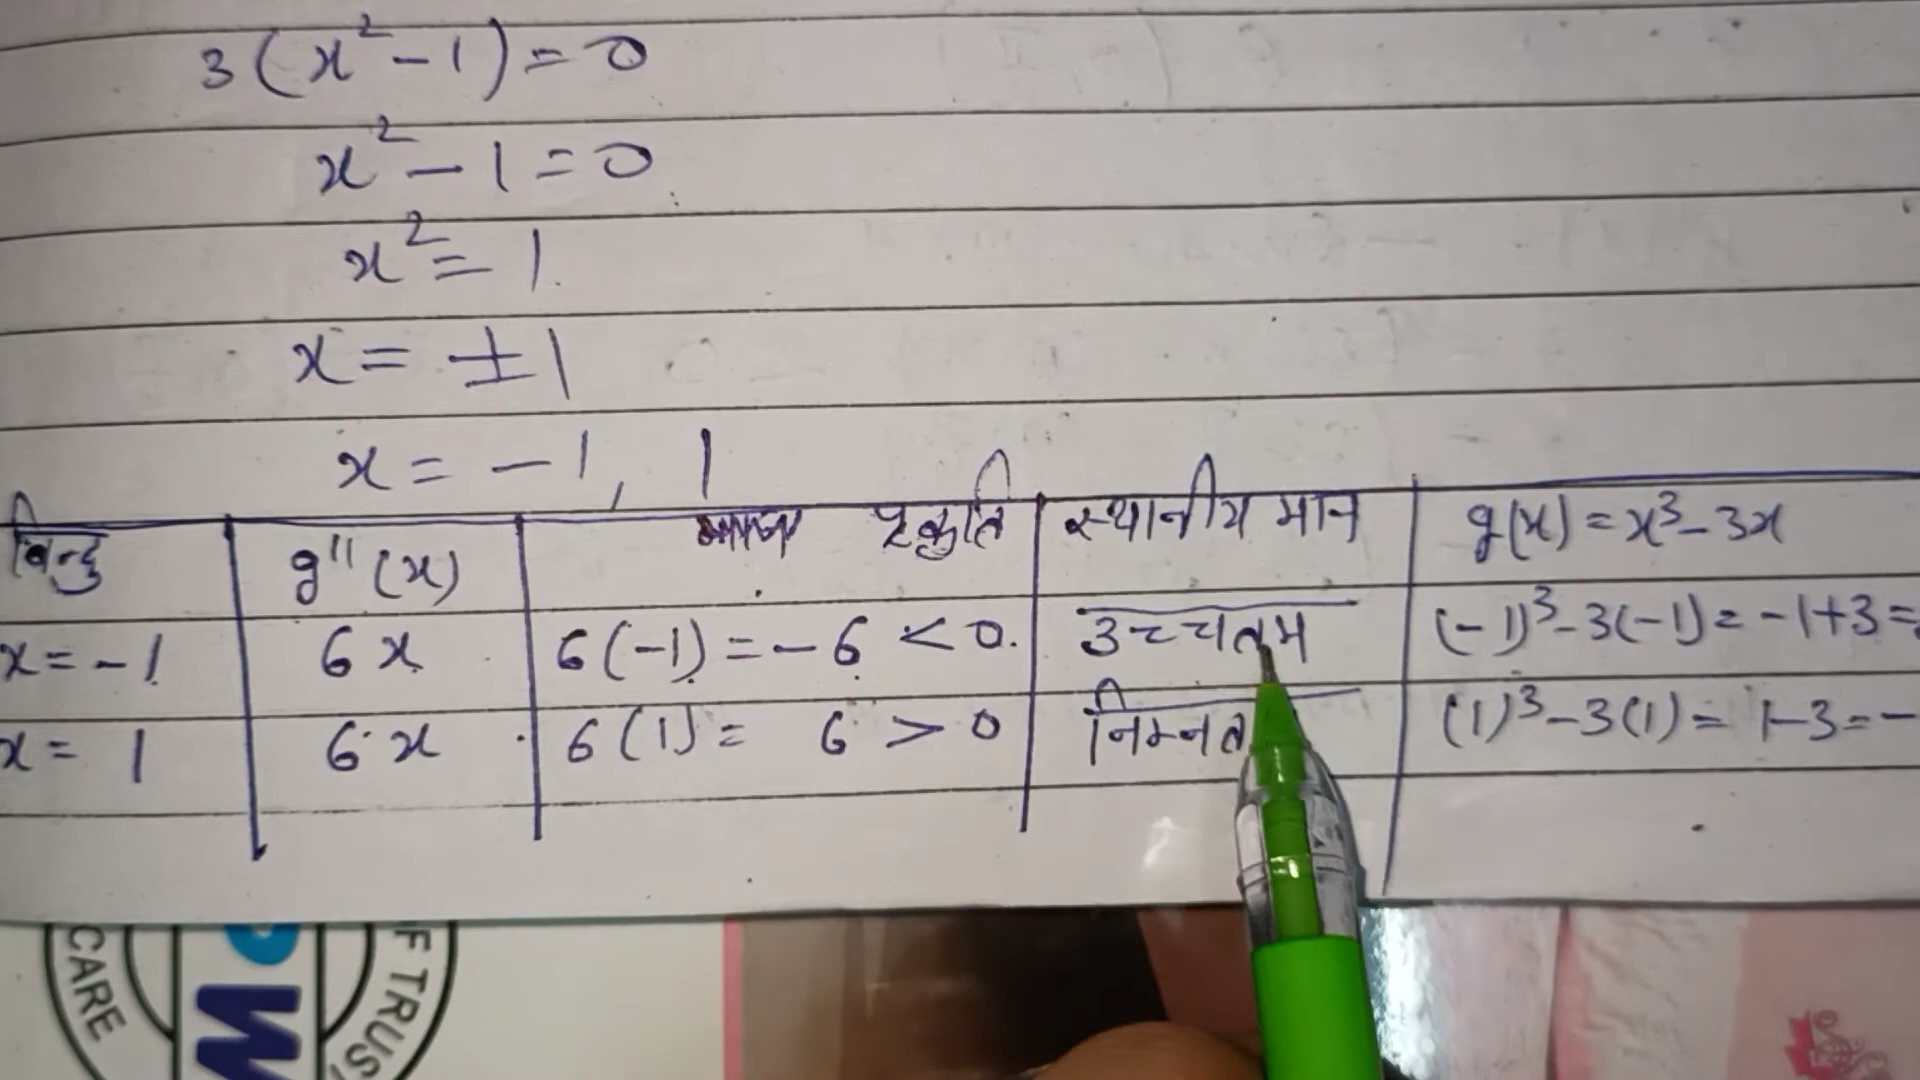 3(x²-1)=0
x²-1=0
x²=1
x=±1
x=-1, 1
बिन्दु g''(x) प्रकृति स्थानीय मान g(x)=x³-3x
x=-1 6x 6(-1)=-6<0. उच्चतम (-1)³-3(-1)=-1+3=
x=1 6x 6(1)=6>0 निम्नत (1)³-3(1)=1-3=-
CARE
OF TRUS